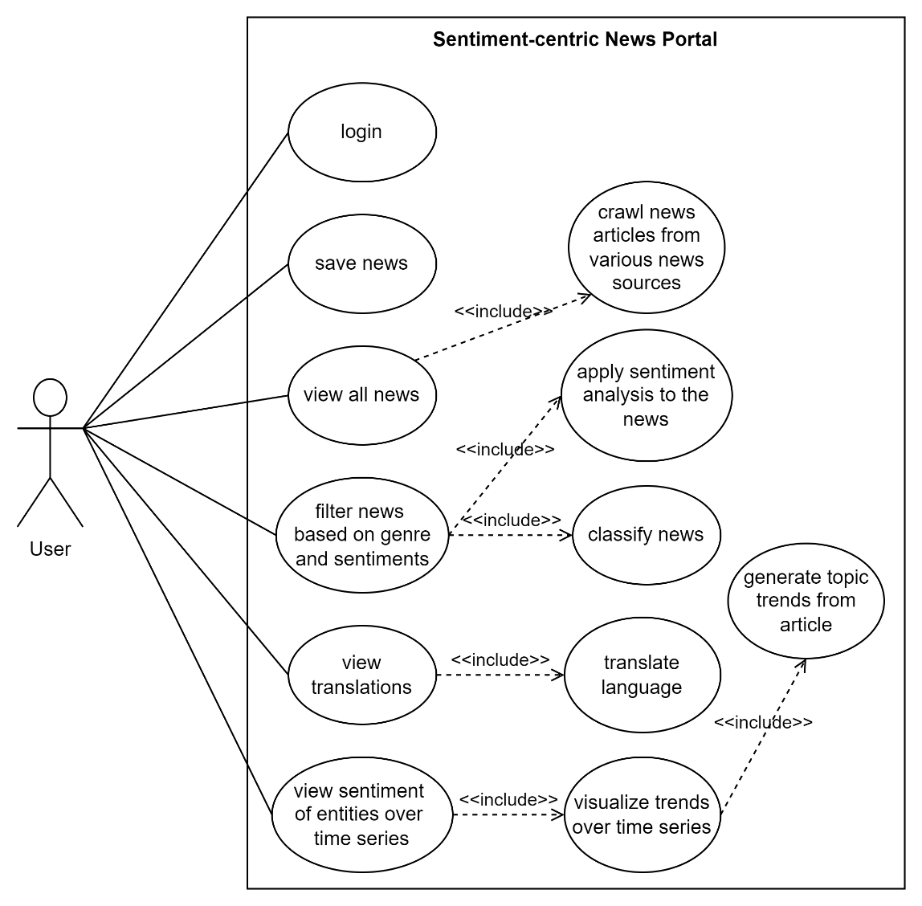 Sentiment-centric News Portal
login
save news
crawl news
articles from
various news
sources
<<include>>
view all news
apply sentiment
analysis to the
news
<<include>>
filter news
based on genre
and sentiments
<<include>>
classify news
User
generate topic
trends from
article
view
translations
<<include>>
translate
language
<<include>>
view sentiment
of entities over
time series
<<include>>
visualize trends
over time series